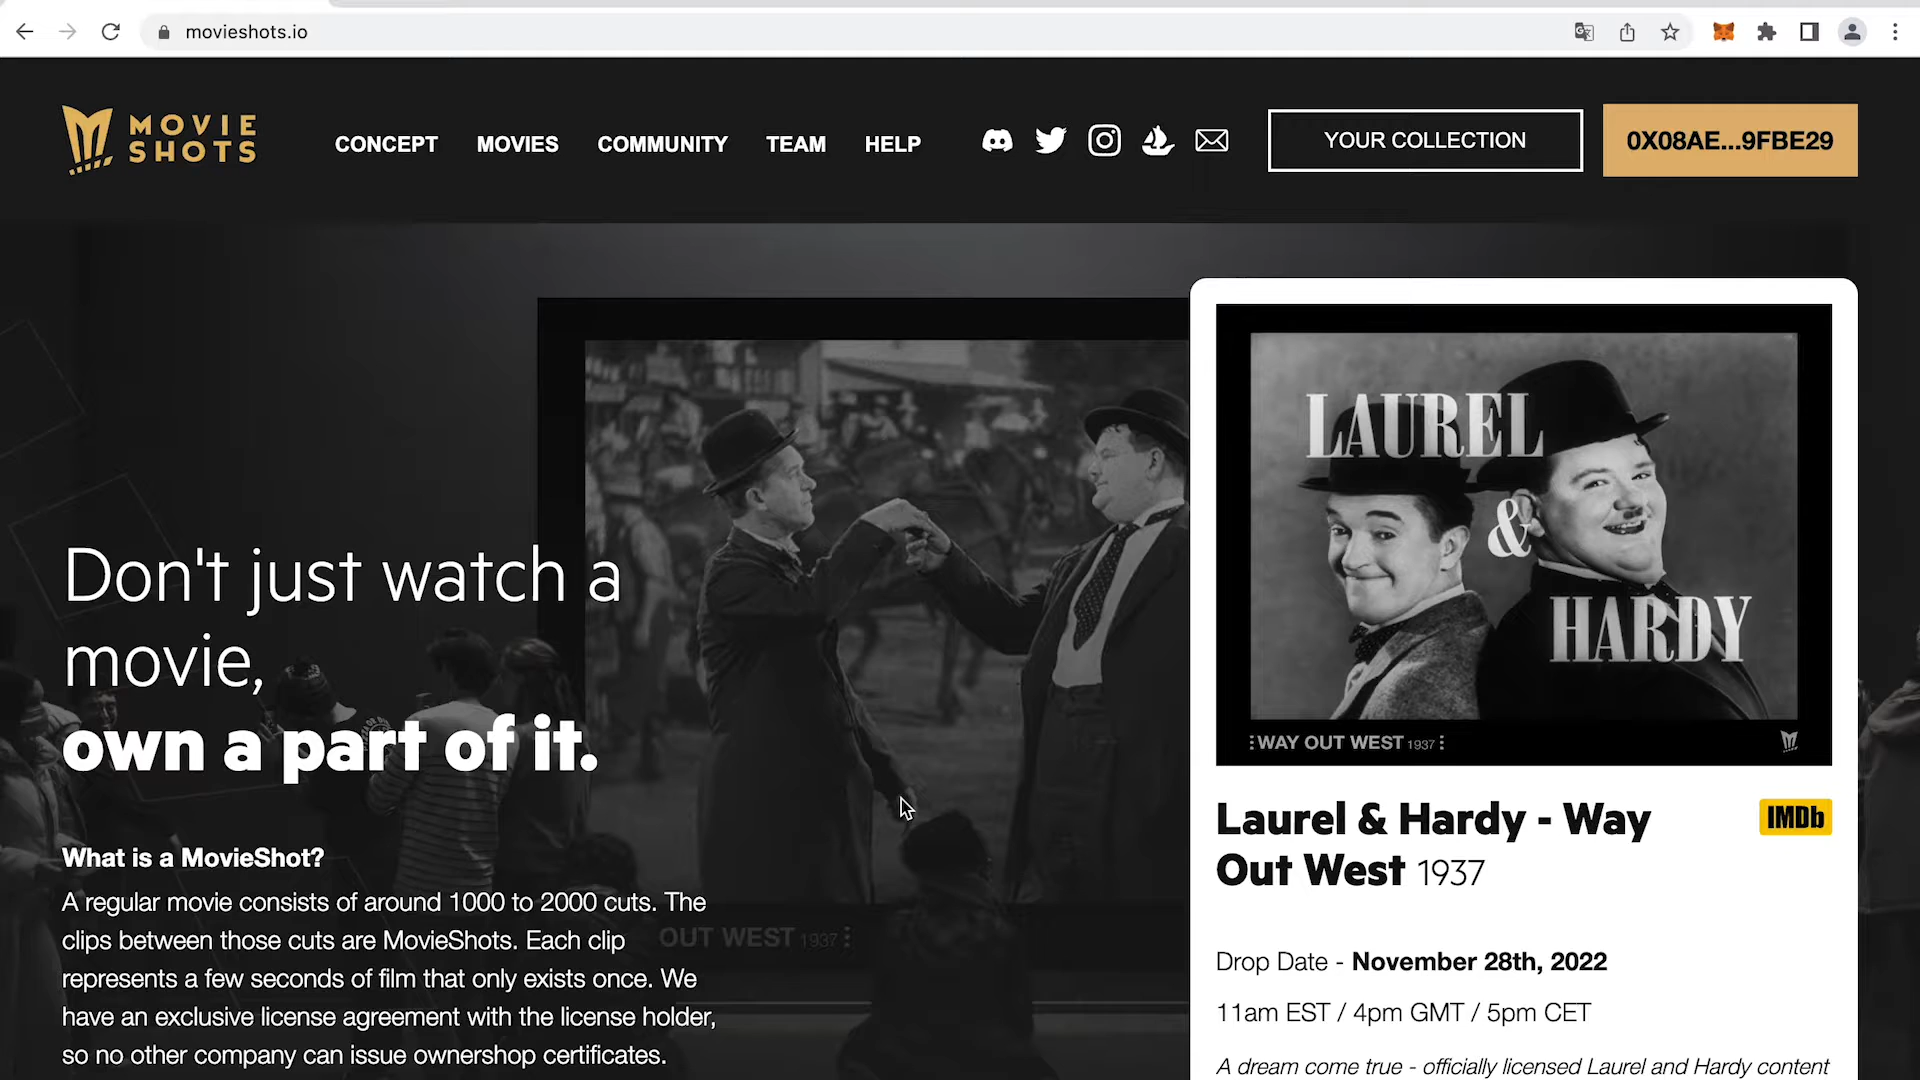 movieshots.io
MOVIE
SHOTS
CONCEPT
MOVIES
COMMUNITY
TEAM
HELP
YOUR COLLECTION
0X08AE...9FBE29
LAUREL
&
HARDY
WAY OUT WEST 1937
Don't just watch a
movie,
own a part of it.
What is a MovieShot?
A regular movie consists of around 1000 to 2000 cuts. The
clips between those cuts are MovieShots. Each clip
represents a few seconds of film that only exists once. We
have an exclusive license agreement with the license holder,
so no other company can issue ownershop certificates.
OUT WEST 1937
Laurel & Hardy - Way
Out West 1937
IMDb
Drop Date - November 28th, 2022
11am EST / 4pm GMT / 5pm CET
A dream come true - officially licensed Laurel and Hardy content